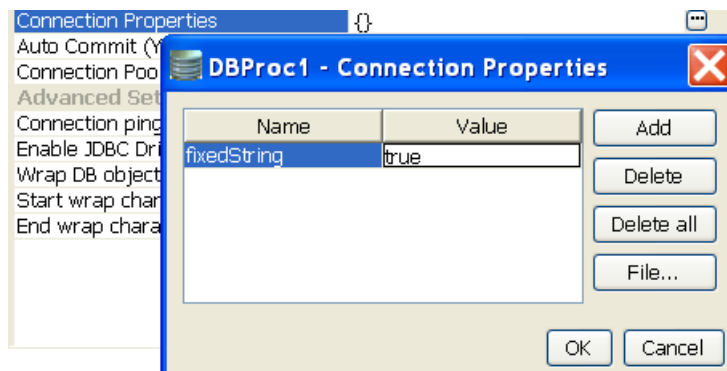 Connection Properties {}
Auto Commit (Y
Connection Poo
Advanced Set
Connection ping
Enable JDBC Dri
Wrap DB object
Start wrap char
End wrap chara
DBProc1 - Connection Properties
Name Value
fixedString true
Add
Delete
Delete all
File...
OK Cancel